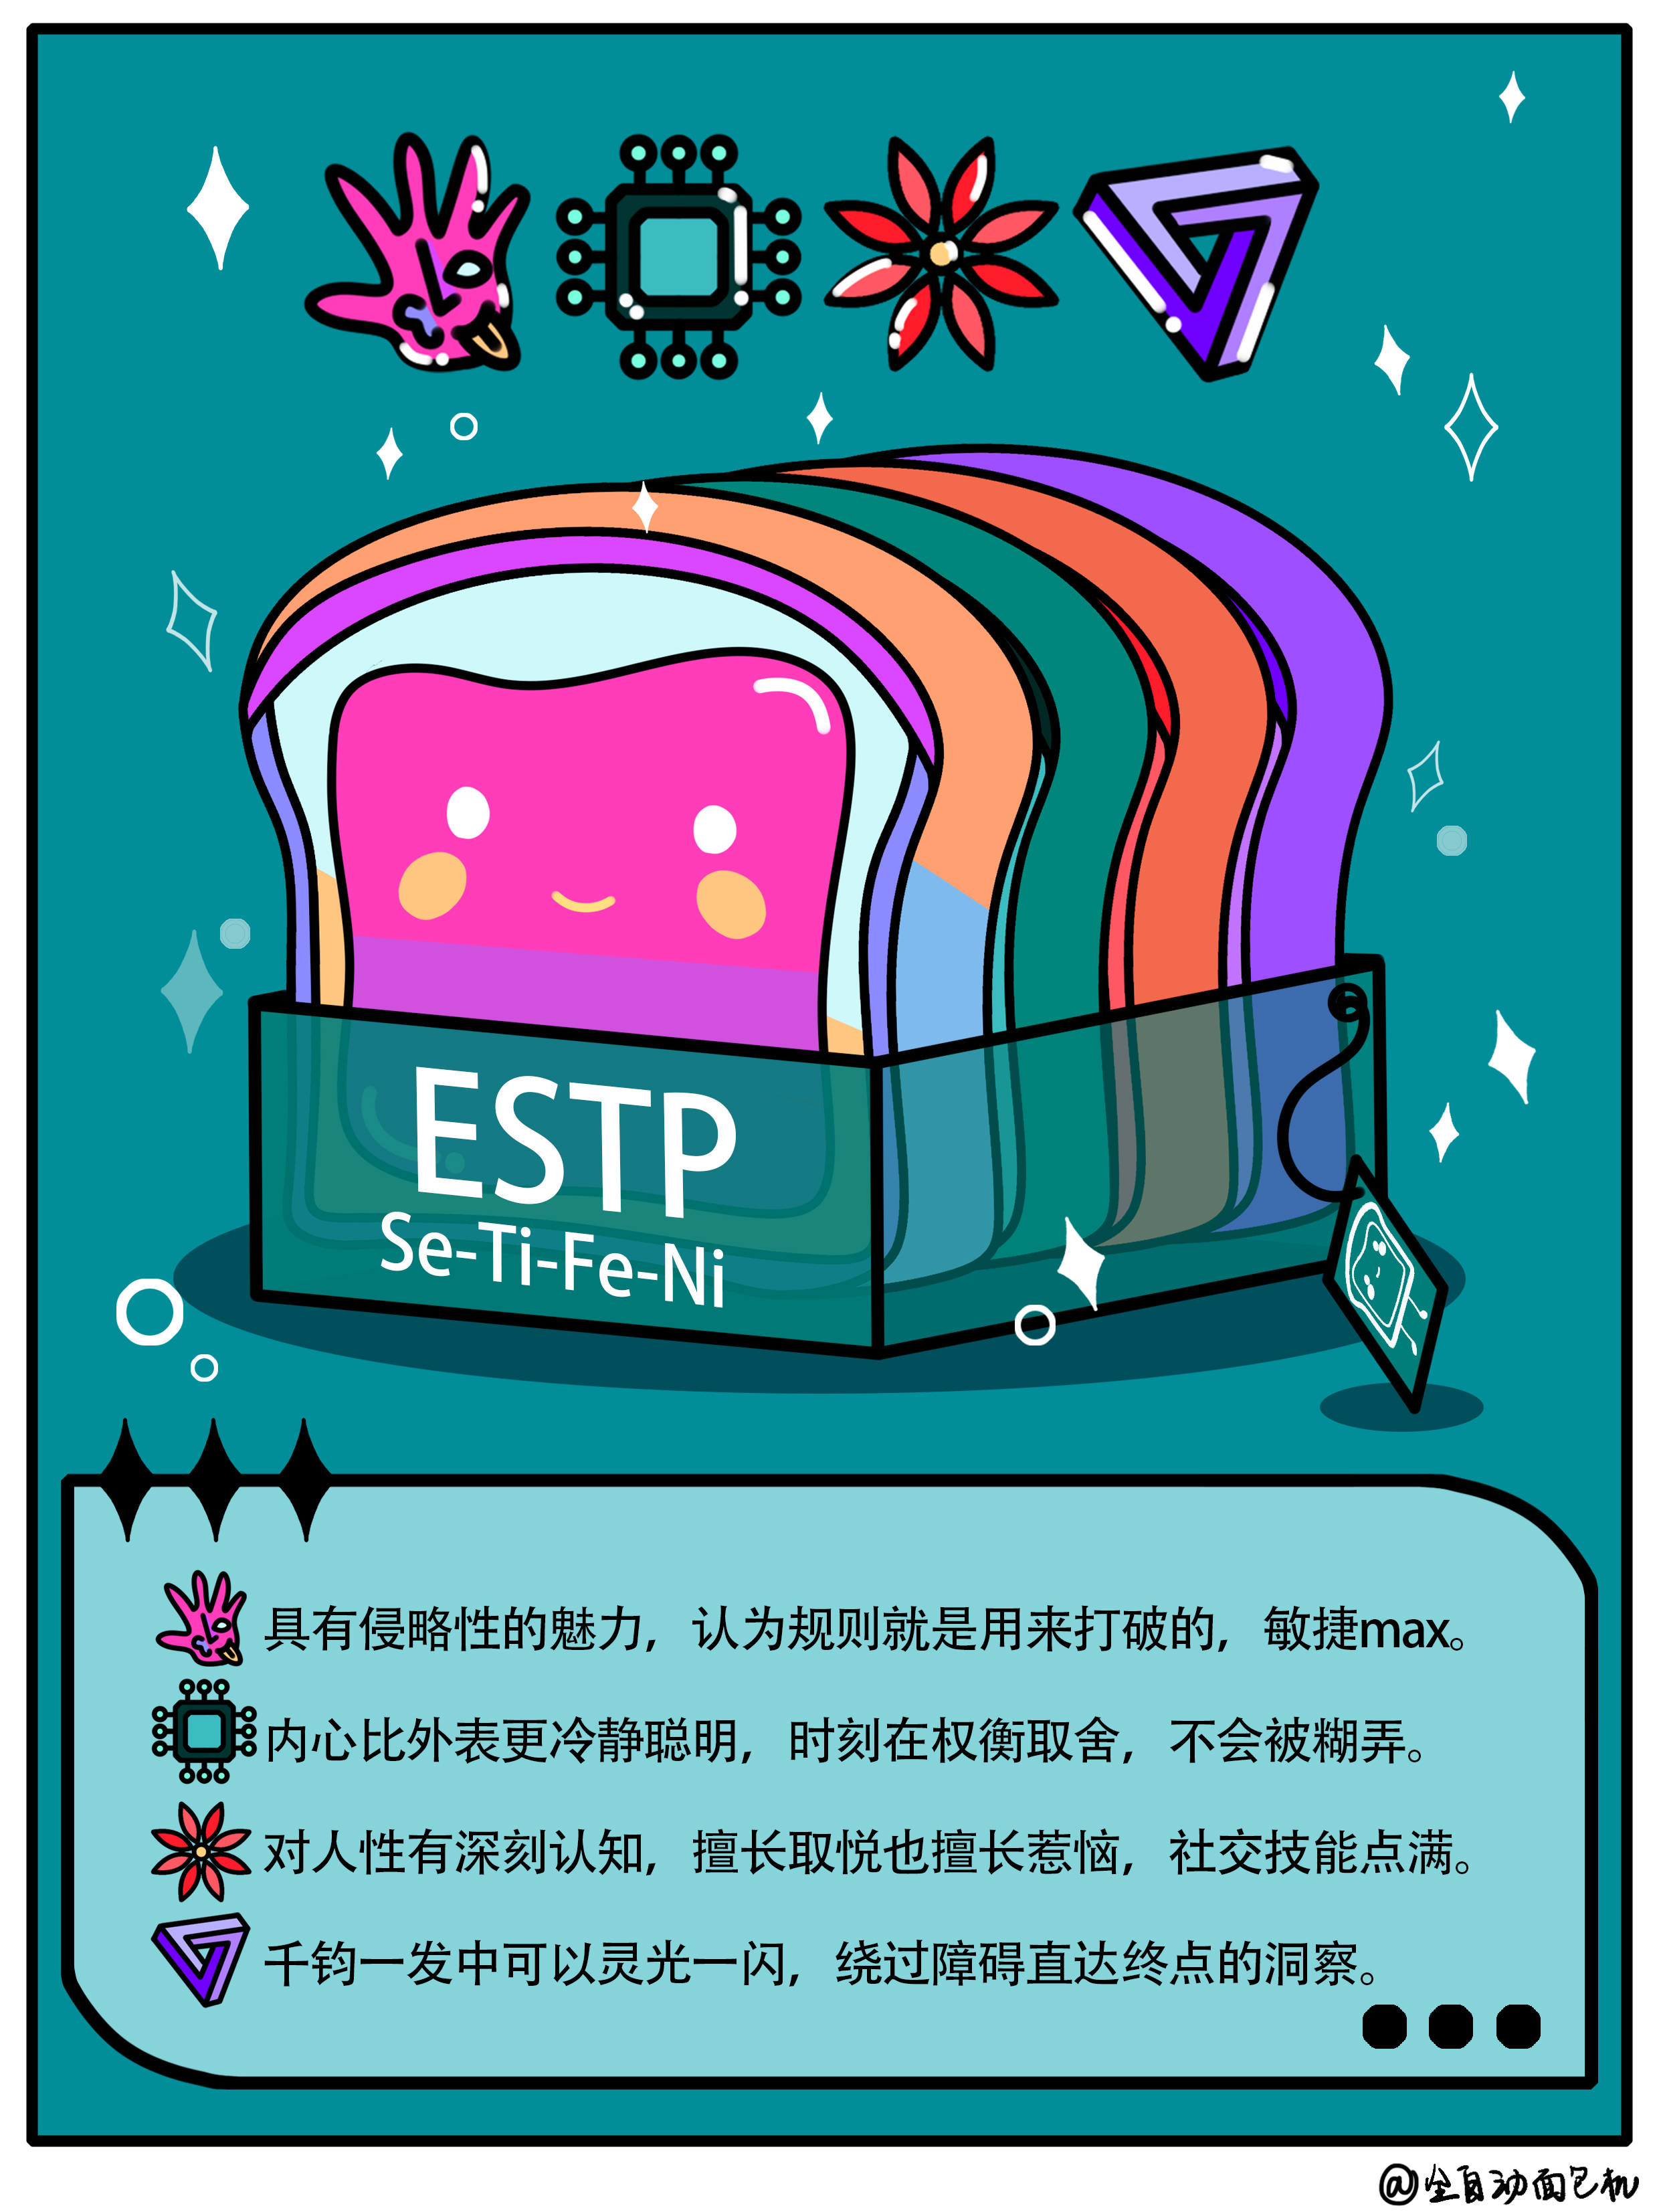 ESTP
Se-Ti-Fe-Ni
具有侵略性的魅力，认为规则就是用来打破的，敏捷max。
内心比外表更冷静聪明，时刻在权衡取舍，不会被糊弄。
对人性有深刻认知，擅长取悦也擅长惹恼，社交技能点满。
千钧一发中可以灵光一闪，绕过障碍直达终点的洞察。
@全自动面包机